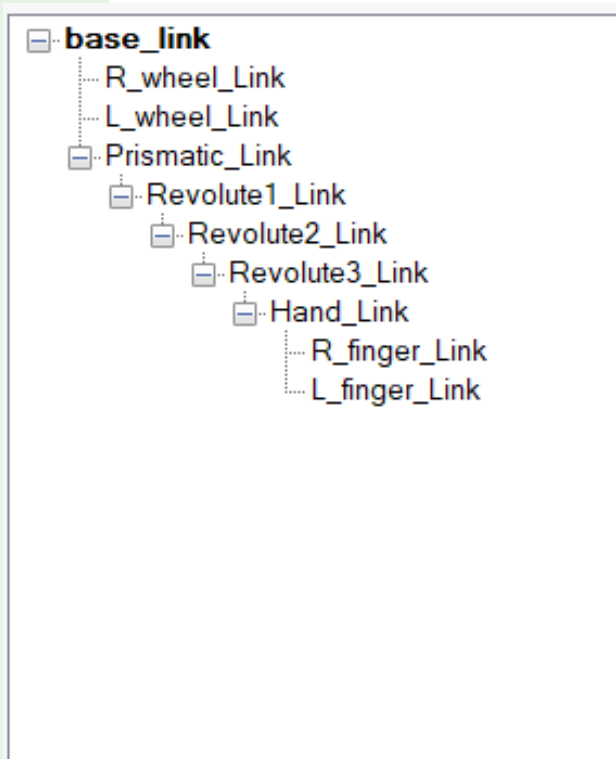 base_link
R_wheel_Link
L_wheel_Link
Prismatic_Link
Revolute1_Link
Revolute2_Link
Revolute3_Link
Hand_Link
R_finger_Link
L_finger_Link